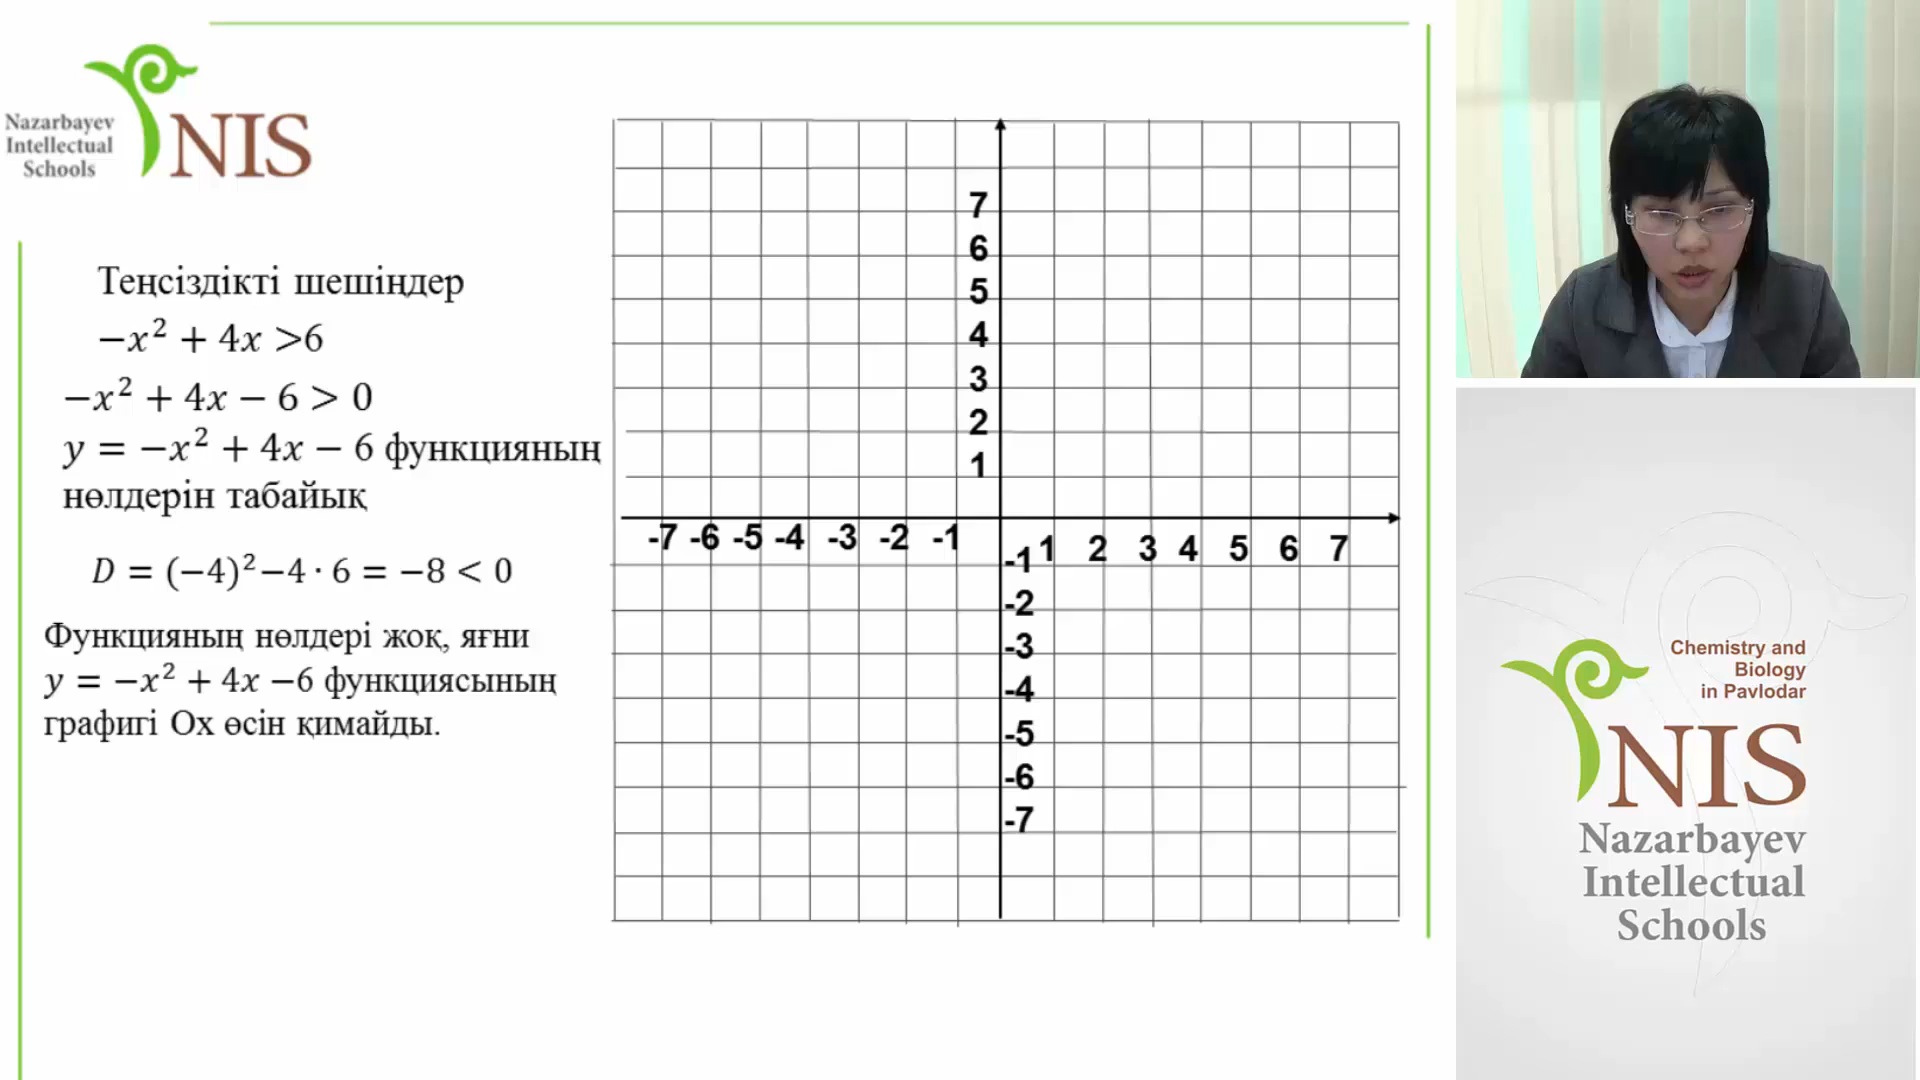 Nazarbayev
Intellectual
Schools
NIS
Теңсіздікті шешіңдер
−x² + 4x >6
−x² + 4x − 6 > 0
y = −x² + 4x − 6 функцияның
нөлдерін табайық
D = (−4)²−4 · 6 = −8 < 0
Функцияның нөлдері жоқ, яғни
y = −x² + 4x −6 функциясының
графигі Ох өсін қимайды.
7
6
5
4
3
2
1
-7 -6 -5 -4 -3 -2 -1
1 2 3 4 5 6 7
-1
-2
-3
-4
-5
-6
-7
Chemistry and
Biology
in Pavlodar
NIS
Nazarbayev
Intellectual
Schools